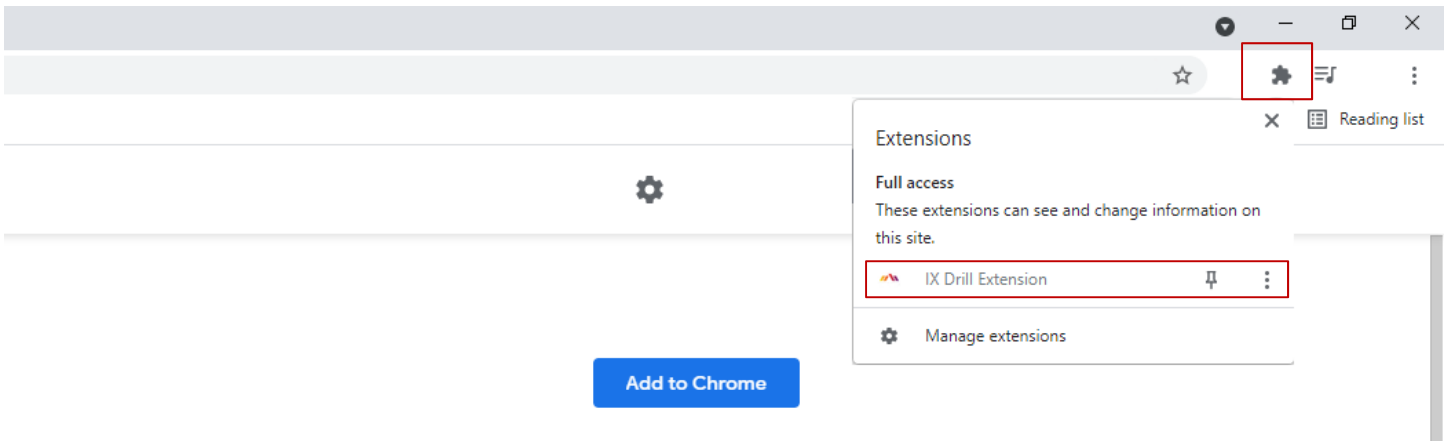 Reading list
Extensions
Full access
These extensions can see and change information on
this site.
IX Drill Extension
Manage extensions
Add to Chrome